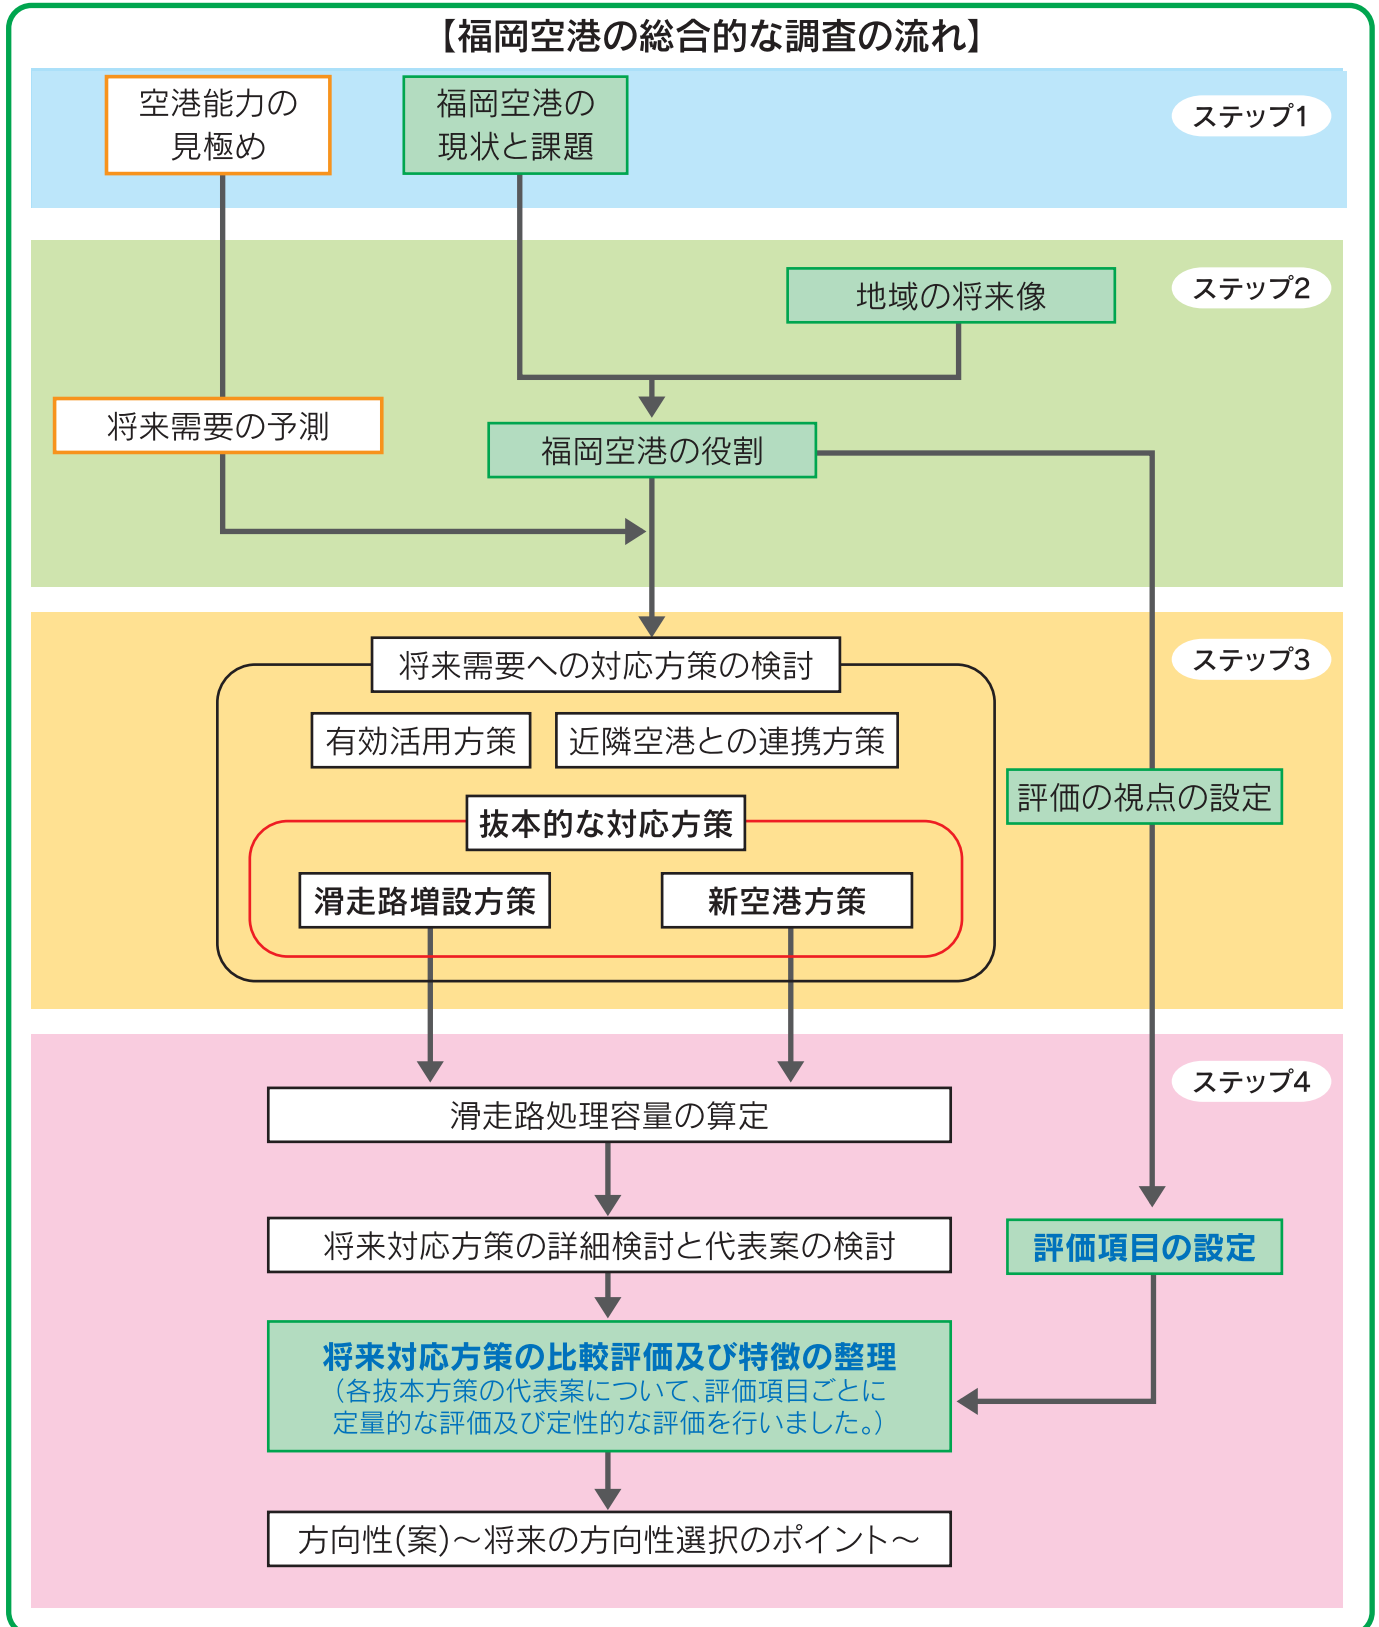 【福岡空港の総合的な調査の流れ】
空港能力の
見極め
福岡空港の
現状と課題
ステップ1
地域の将来像
ステップ2
将来需要の予測
福岡空港の役割
将来需要への対応方策の検討
ステップ3
有効活用方策
近隣空港との連携方策
評価の視点の設定
抜本的な対応方策
滑走路増設方策
新空港方策
ステップ4
滑走路処理容量の算定
将来対応方策の詳細検討と代表案の検討
評価項目の設定
将来対応方策の比較評価及び特徴の整理
（各抜本方策の代表案について、評価項目ごとに
定量的な評価及び定性的な評価を行いました。）
方向性(案)～将来の方向性選択のポイント～